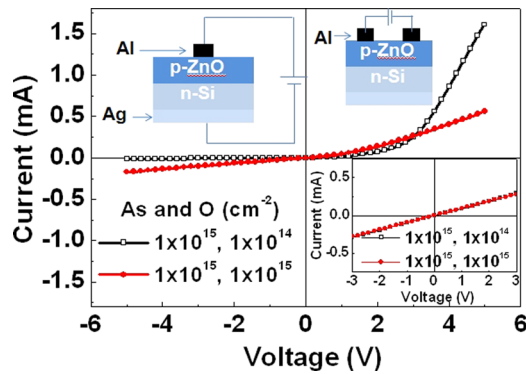 1.5
1.0
0.5
0.0
-0.5
-1.0
-1.5
Current (mA)
-6
-4
-2
0
2
4
6
Voltage (V)
Al
p-ZnO
n-Si
Ag
Al
p-ZnO
n-Si
As and O (cm⁻²)
1x10¹⁵, 1x10¹⁴
1x10¹⁵, 1x10¹⁵
0.5
0.0
-0.5
Current (mA)
1x10¹⁵, 1x10¹⁴
1x10¹⁵, 1x10¹⁵
-3
-2
-1
0
1
2
3
Voltage (V)